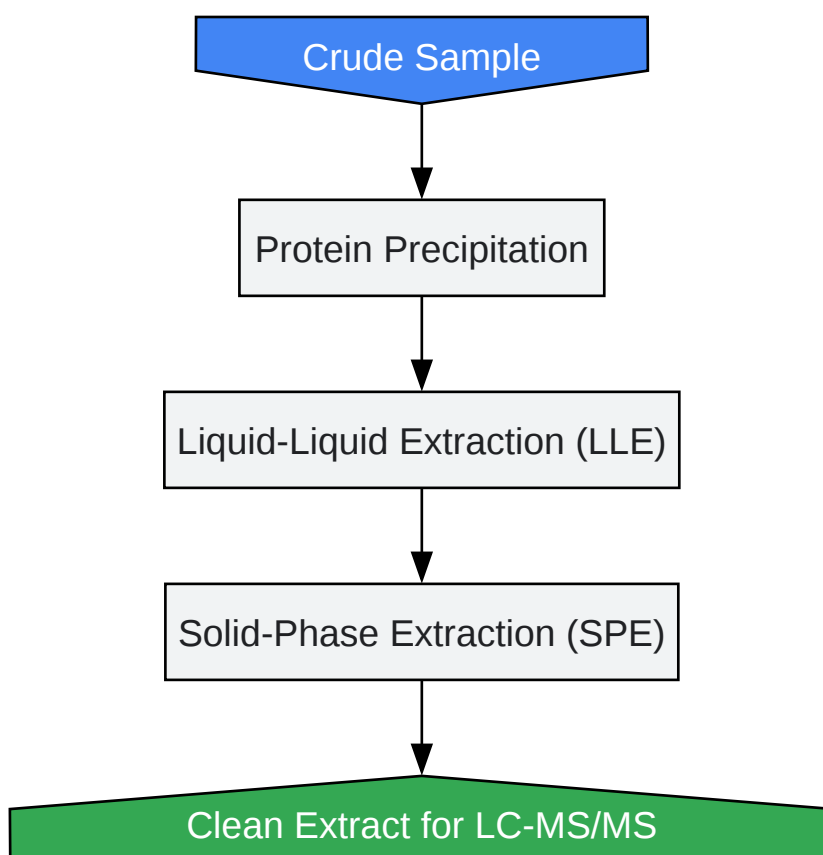 Crude Sample
Protein Precipitation
Liquid-Liquid Extraction (LLE)
Solid-Phase Extraction (SPE)
Clean Extract for LC-MS/MS